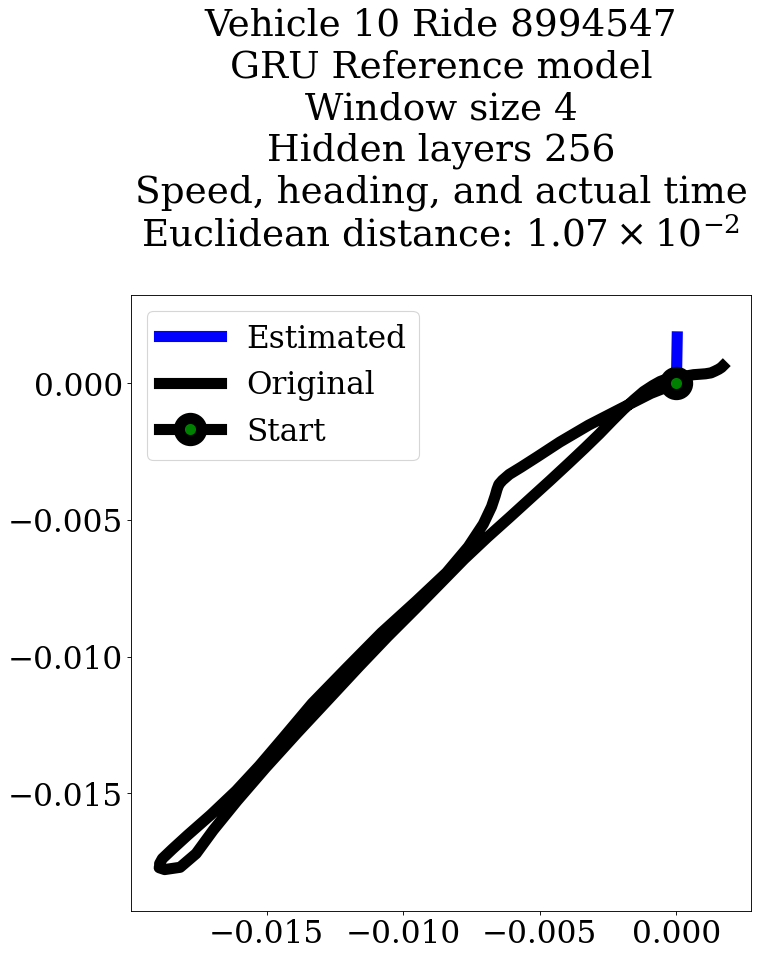 Vehicle 10 Ride 8994547
GRU Reference model
Window size 4
Hidden layers 256
Speed, heading, and actual time
Euclidean distance: 1.07 × 10⁻²
Estimated
Original
Start
0.000
−0.005
−0.010
−0.015
−0.015 −0.010 −0.005 0.000